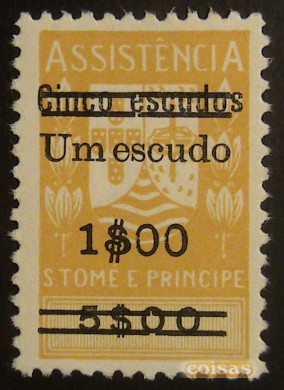 ASSISTÊNCIA
Cinco escudos
Um escudo
1$00
S. TOMÉ E PRINCIPE
5$00
coisas